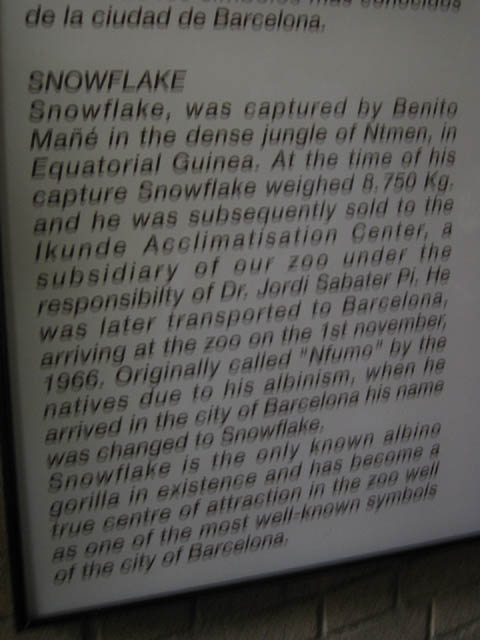 de la ciudad de Barcelona.
SNOWFLAKE
Snowflake, was captured by Benito
Mañé in the dense jungle of Ntmen, in
Equatorial Guinea. At the time of his
capture Snowflake weighed 8.750 Kg.
and he was subsequently sold to the
Ikunde Acclimatisation Center, a
subsidiary of our zoo under the
responsibilty of Dr. Jordi Sabater Pi. He
was later transported to Barcelona,
arriving at the zoo on the 1st november,
1966. Originally called "Nfumo" by the
natives due to his albinism, when he
arrived in the city of Barcelona his name
was changed to Snowflake.
Snowflake is the only known albino
gorilla in existence and has become a
true centre of attraction in the zoo well
as one of the most well-known symbols
of the city of Barcelona.